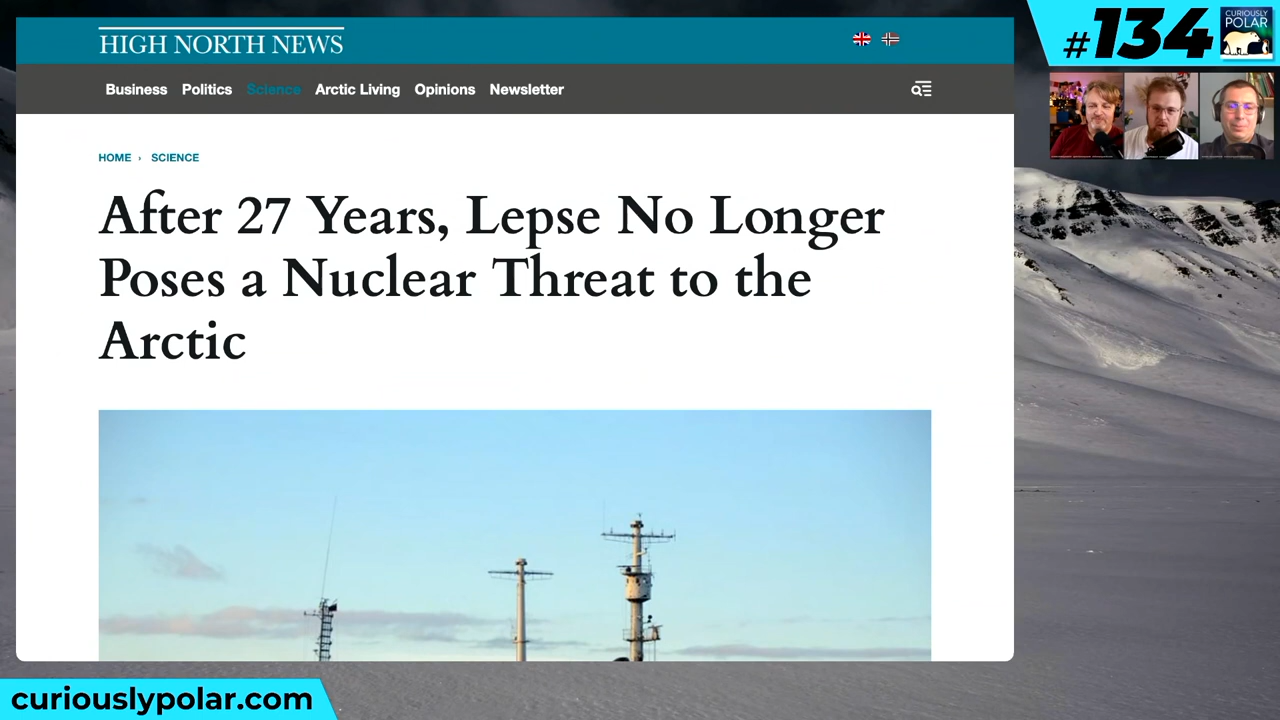 HIGH NORTH NEWS
#134
CURIOUSLY
POLAR
Business Politics Science Arctic Living Opinions Newsletter
HOME › SCIENCE
After 27 Years, Lepse No Longer
Poses a Nuclear Threat to the
Arctic
curiouslypolar.com